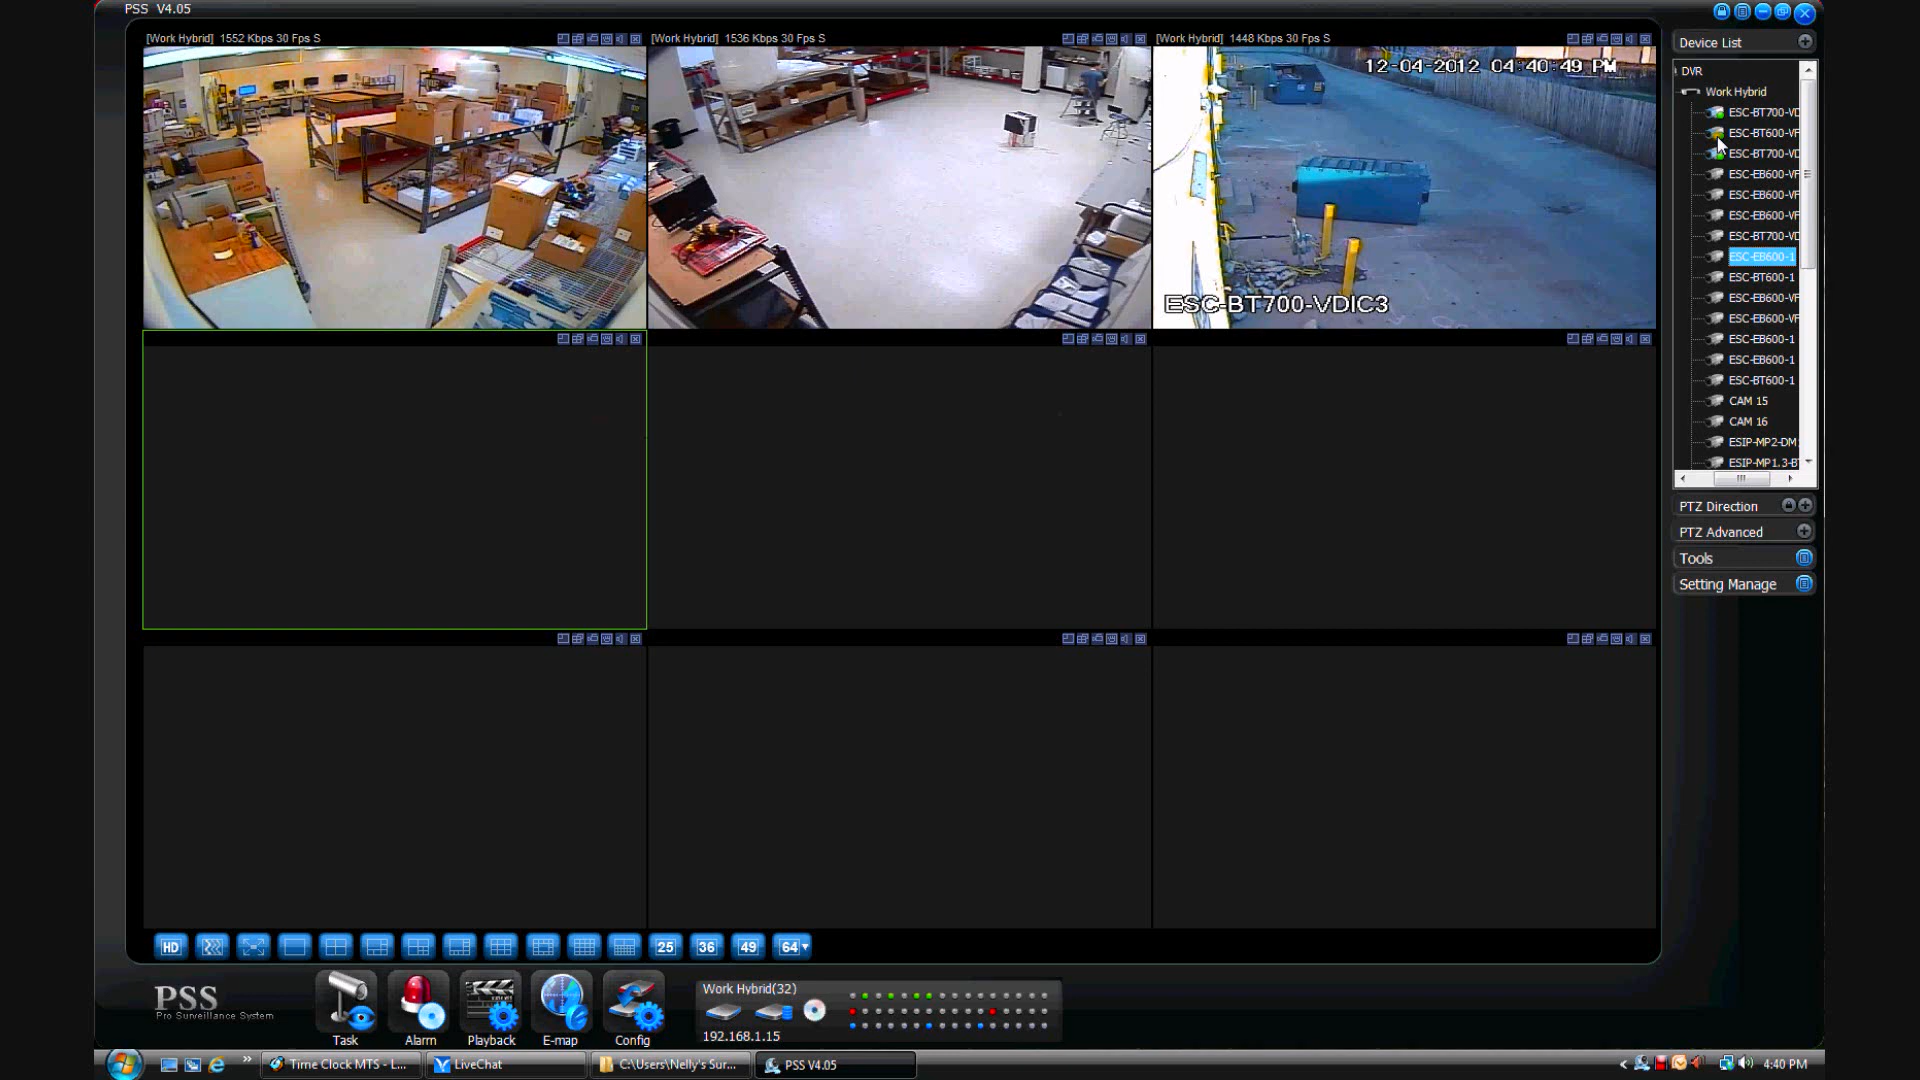 PSS V4.05
[Work Hybrid] 1552 Kbps 30 Fps S
[Work Hybrid] 1536 Kbps 30 Fps S
[Work Hybrid] 1448 Kbps 30 Fps S
12-04-2012 04:40:49 PM
ESC-BT700-VDIC3
Device List
DVR
Work Hybrid
ESC-BT700-VD
ESC-BT600-VF
ESC-BT700-VD
ESC-EB600-VF
ESC-EB600-VF
ESC-EB600-VF
ESC-BT700-VD
ESC-EB600-1
ESC-BT600-1
ESC-EB600-VF
ESC-EB600-VF
ESC-EB600-1
ESC-EB600-1
ESC-BT600-1
CAM 15
CAM 16
ESIP-MP2-DM
ESIP-MP1.3-B
PTZ Direction
PTZ Advanced
Tools
Setting Manage
HD
25
36
49
64
PSS
Pro Surveillance System
Task
Alarm
Playback
E-map
Config
Work Hybrid(32)
192.168.1.15
Time Clock MTS - L...
LiveChat
C:\Users\Nelly's Sur...
PSS V4.05
4:40 PM